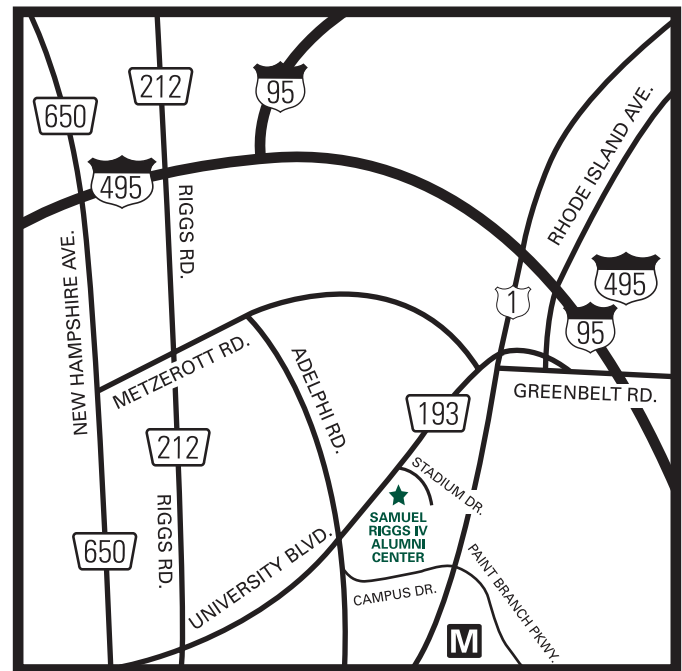 212
95
650
495
RHODE ISLAND AVE.
RIGGS RD.
495
1
95
NEW HAMPSHIRE AVE.
METZEROTT RD.
ADELPHI RD.
GREENBELT RD.
193
212
STADIUM DR.
SAMUEL
RIGGS IV
ALUMNI
CENTER
RIGGS RD.
650
UNIVERSITY BLVD.
CAMPUS DR.
PAINT BRANCH PKWY.
M